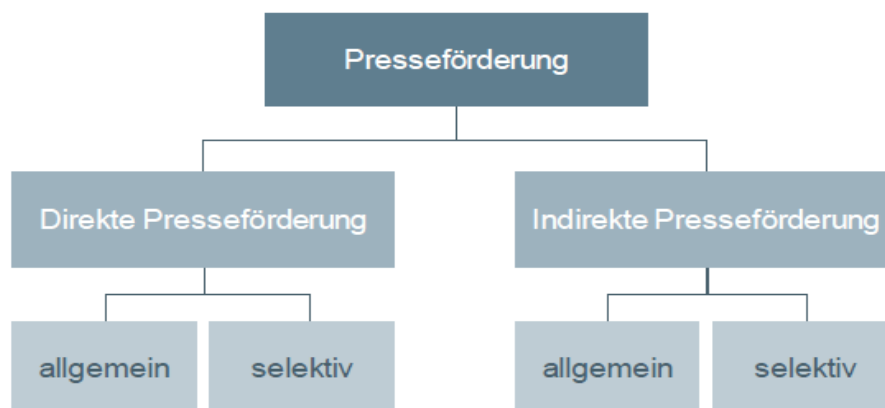 Presseförderung
Direkte Presseförderung
Indirekte Presseförderung
allgemein
selektiv
allgemein
selektiv